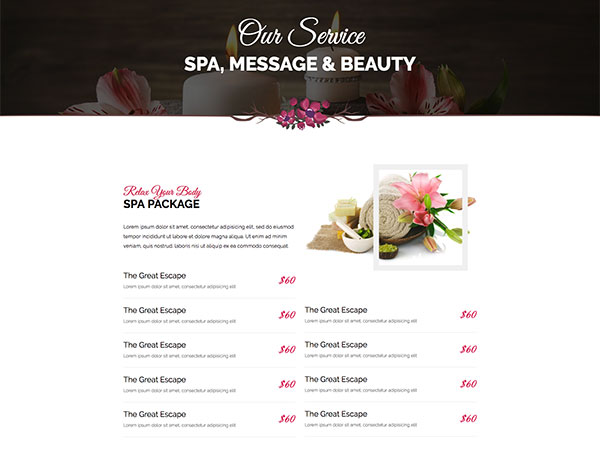 Our Service
SPA, MESSAGE & BEAUTY
Relax Your Body
SPA PACKAGE
Lorem ipsum dolor sit amet, consectetur adipisicing elit, sed do eiusmod
tempor incididunt ut labore et dolore magna aliqua. Ut enim ad minim
veniam, quis nostrud exercitation ullamco laboris nisi ut aliquip ex ea
commodo consequat
The Great Escape
$60
Lorem ipsum dolor sit amet, consectetur adipisicing elit
The Great Escape
$60
Lorem ipsum dolor sit amet, consectetur adipisicing elit
The Great Escape
$60
Lorem ipsum dolor sit amet, consectetur adipisicing elit
The Great Escape
$60
Lorem ipsum dolor sit amet, consectetur adipisicing elit
The Great Escape
$60
Lorem ipsum dolor sit amet, consectetur adipisicing elit
The Great Escape
$60
Lorem ipsum dolor sit amet, consectetur adipisicing elit
The Great Escape
$60
Lorem ipsum dolor sit amet, consectetur adipisicing elit
The Great Escape
$60
Lorem ipsum dolor sit amet, consectetur adipisicing elit
The Great Escape
$60
Lorem ipsum dolor sit amet, consectetur adipisicing elit